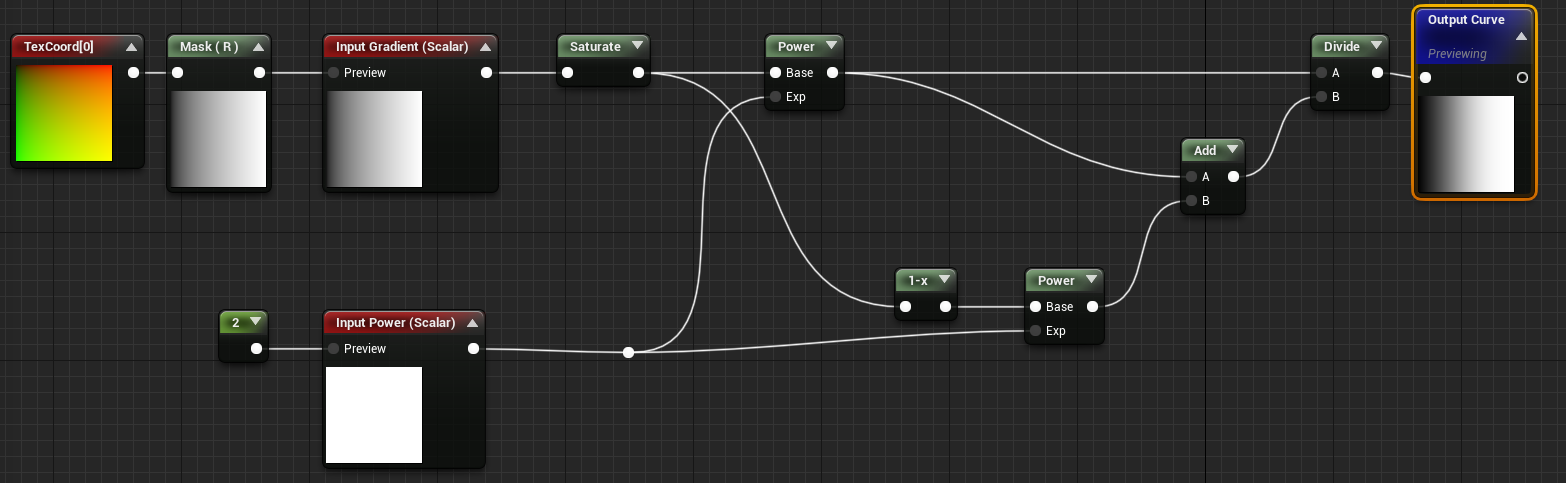 TexCoord[0]
Mask ( R )
Input Gradient (Scalar)
Preview
Saturate
Power
Base
Exp
Divide
A
B
Output Curve
Previewing
Add
A
B
1-x
Power
Base
Exp
2
Input Power (Scalar)
Preview